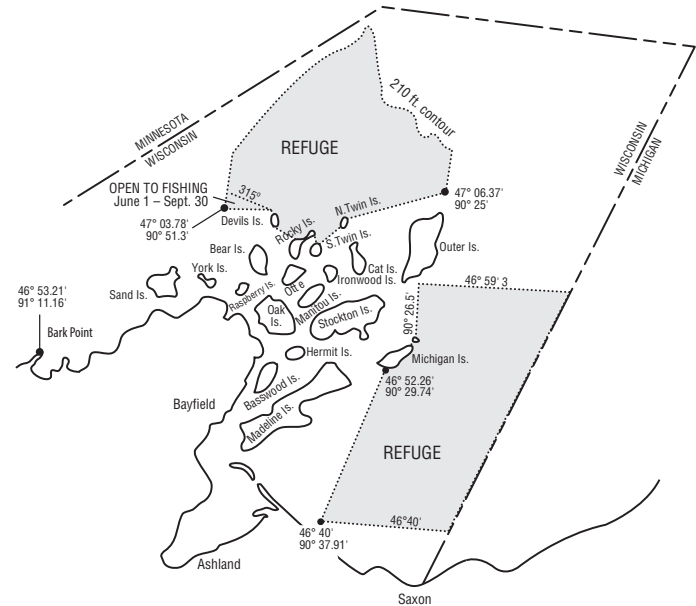 210 ft. contour
MINNESOTA
WISCONSIN
REFUGE
WISCONSIN
MICHIGAN
315°
OPEN TO FISHING
June 1 – Sept. 30
47° 06.37'
90° 25'
47° 03.78'
90° 51.3'
Devils Is.
N.Twin Is.
Rocky Is.
S.Twin Is.
Bear Is.
Outer Is.
York Is.
Cat Is.
Ironwood Is.
46° 53.21'
91° 11.16'
Sand Is.
Raspberry Is.
Ott e
Manitou Is.
46° 59' 3
90° 26.5'
Oak
Is.
Stockton Is.
Bark Point
Hermit Is.
Michigan Is.
46° 52.26'
90° 29.74'
Basswood Is.
Bayfield
Madeline Is.
REFUGE
46°40'
46° 40'
90° 37.91'
Ashland
Saxon